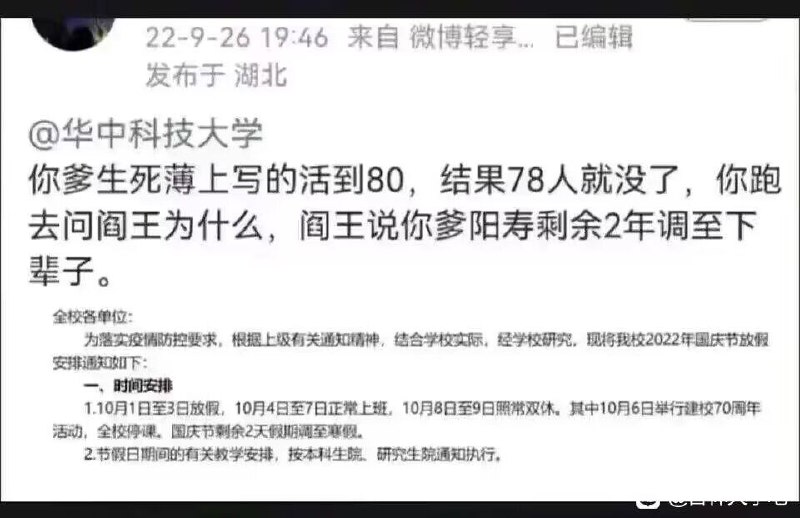 22-9-26 19:46 来自 微博轻享... 已编辑
发布于 湖北
@华中科技大学
你爹生死薄上写的活到80，结果78人就没了，你跑
去问阎王为什么，阎王说你爹阳寿剩余2年调至下
辈子。
全校各单位：
为落实疫情防控要求，根据上级有关通知精神，结合学校实际，经学校研究，现将我校2022年国庆节放假
安排通知如下：
一、时间安排
1.10月1日至3日放假，10月4日至7日正常上班，10月8日至9日照常双休。其中10月6日举行建校70周年
活动，全校停课。国庆节剩余2天假期调至寒假。
2.节假日期间的有关教学安排，按本科生院、研究生院通知执行。